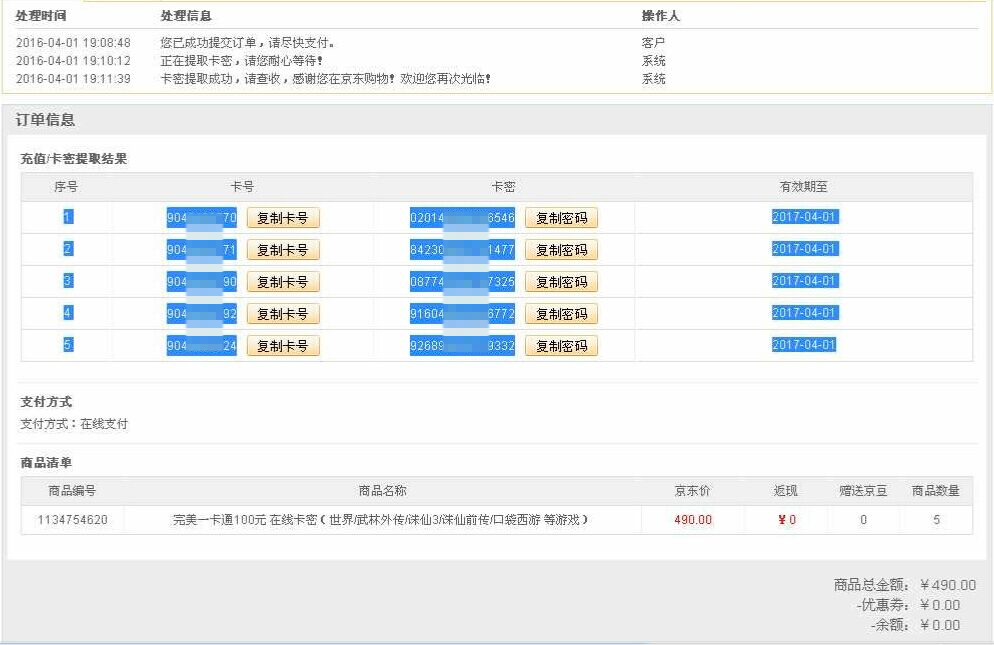 处理时间 处理信息 操作人
2016-04-01 19:08:48 您已成功提交订单，请尽快支付。 客户
2016-04-01 19:10:12 正在提取卡密，请您耐心等待！ 系统
2016-04-01 19:11:39 卡密提取成功，请查收，感谢您在京东购物！欢迎您再次光临！ 系统
订单信息
充值/卡密提取结果
序号 卡号 卡密 有效期至
1 904 70 复制卡号 02014 6546 复制密码 2017-04-01
2 904 71 复制卡号 84230 1477 复制密码 2017-04-01
3 904 90 复制卡号 08774 7325 复制密码 2017-04-01
4 904 92 复制卡号 91604 6772 复制密码 2017-04-01
5 904 24 复制卡号 92689 9332 复制密码 2017-04-01
支付方式
支付方式：在线支付
商品清单
商品编号 商品名称 京东价 返现 赠送京豆 商品数量
1134754620 完美一卡通100元 在线卡密（世界/武林外传/诛仙3/诛仙前传/口袋西游 等游戏） 490.00 ¥0 0 5
商品总金额：￥490.00
-优惠券：￥0.00
-余额：￥0.00